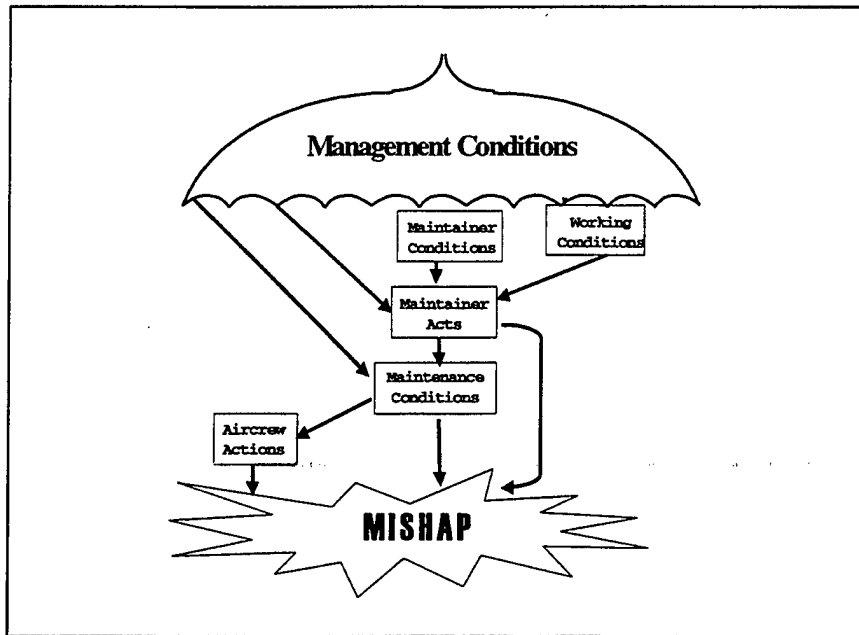 Management Conditions
Maintainer
Conditions
Working
Conditions
Maintainer
Acts
Maintenance
Conditions
Aircrew
Actions
MISHAP